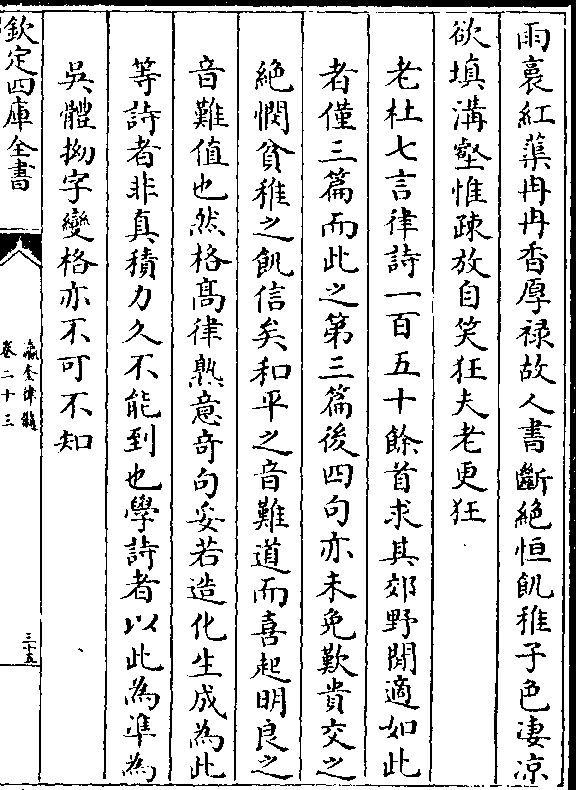 雨裛紅蕖冉冉香厚禄故人書斷絶恒飢稚子色凄凉
欲填溝壑惟疎放自笑狂夫老更狂
老杜七言律詩一百五十餘首求其郊野閒適如此
者僅三篇而此之第三篇後四句亦未免歎貴交之
絶憫貧稚之飢信矣和平之音難道而喜起明良之
音難值也然格髙律熟意竒句妥若造化生成為此
等詩者非真積力久不能到也學詩者以此為凖為
吳體拗字變格亦不可不知
欽定四庫全書
瀛奎律髓
卷二十三
三十五